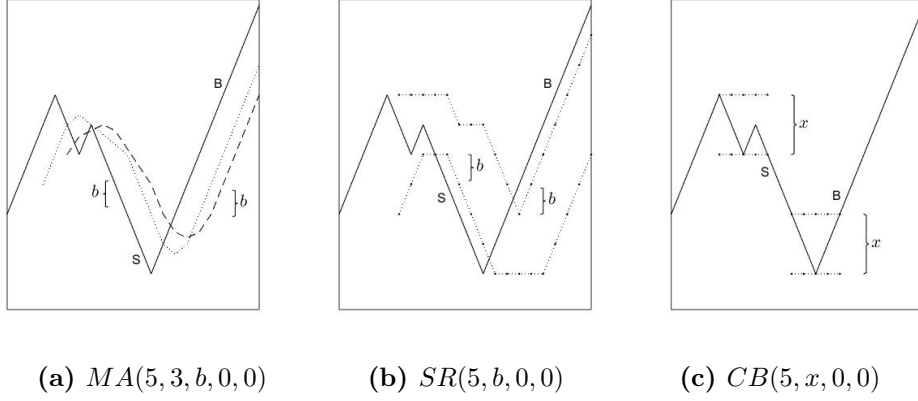 B
b
b
S
B
b
b
S
x
S
B
x
(a) MA(5,3,b,0,0)
(b) SR(5,b,0,0)
(c) CB(5,x,0,0)